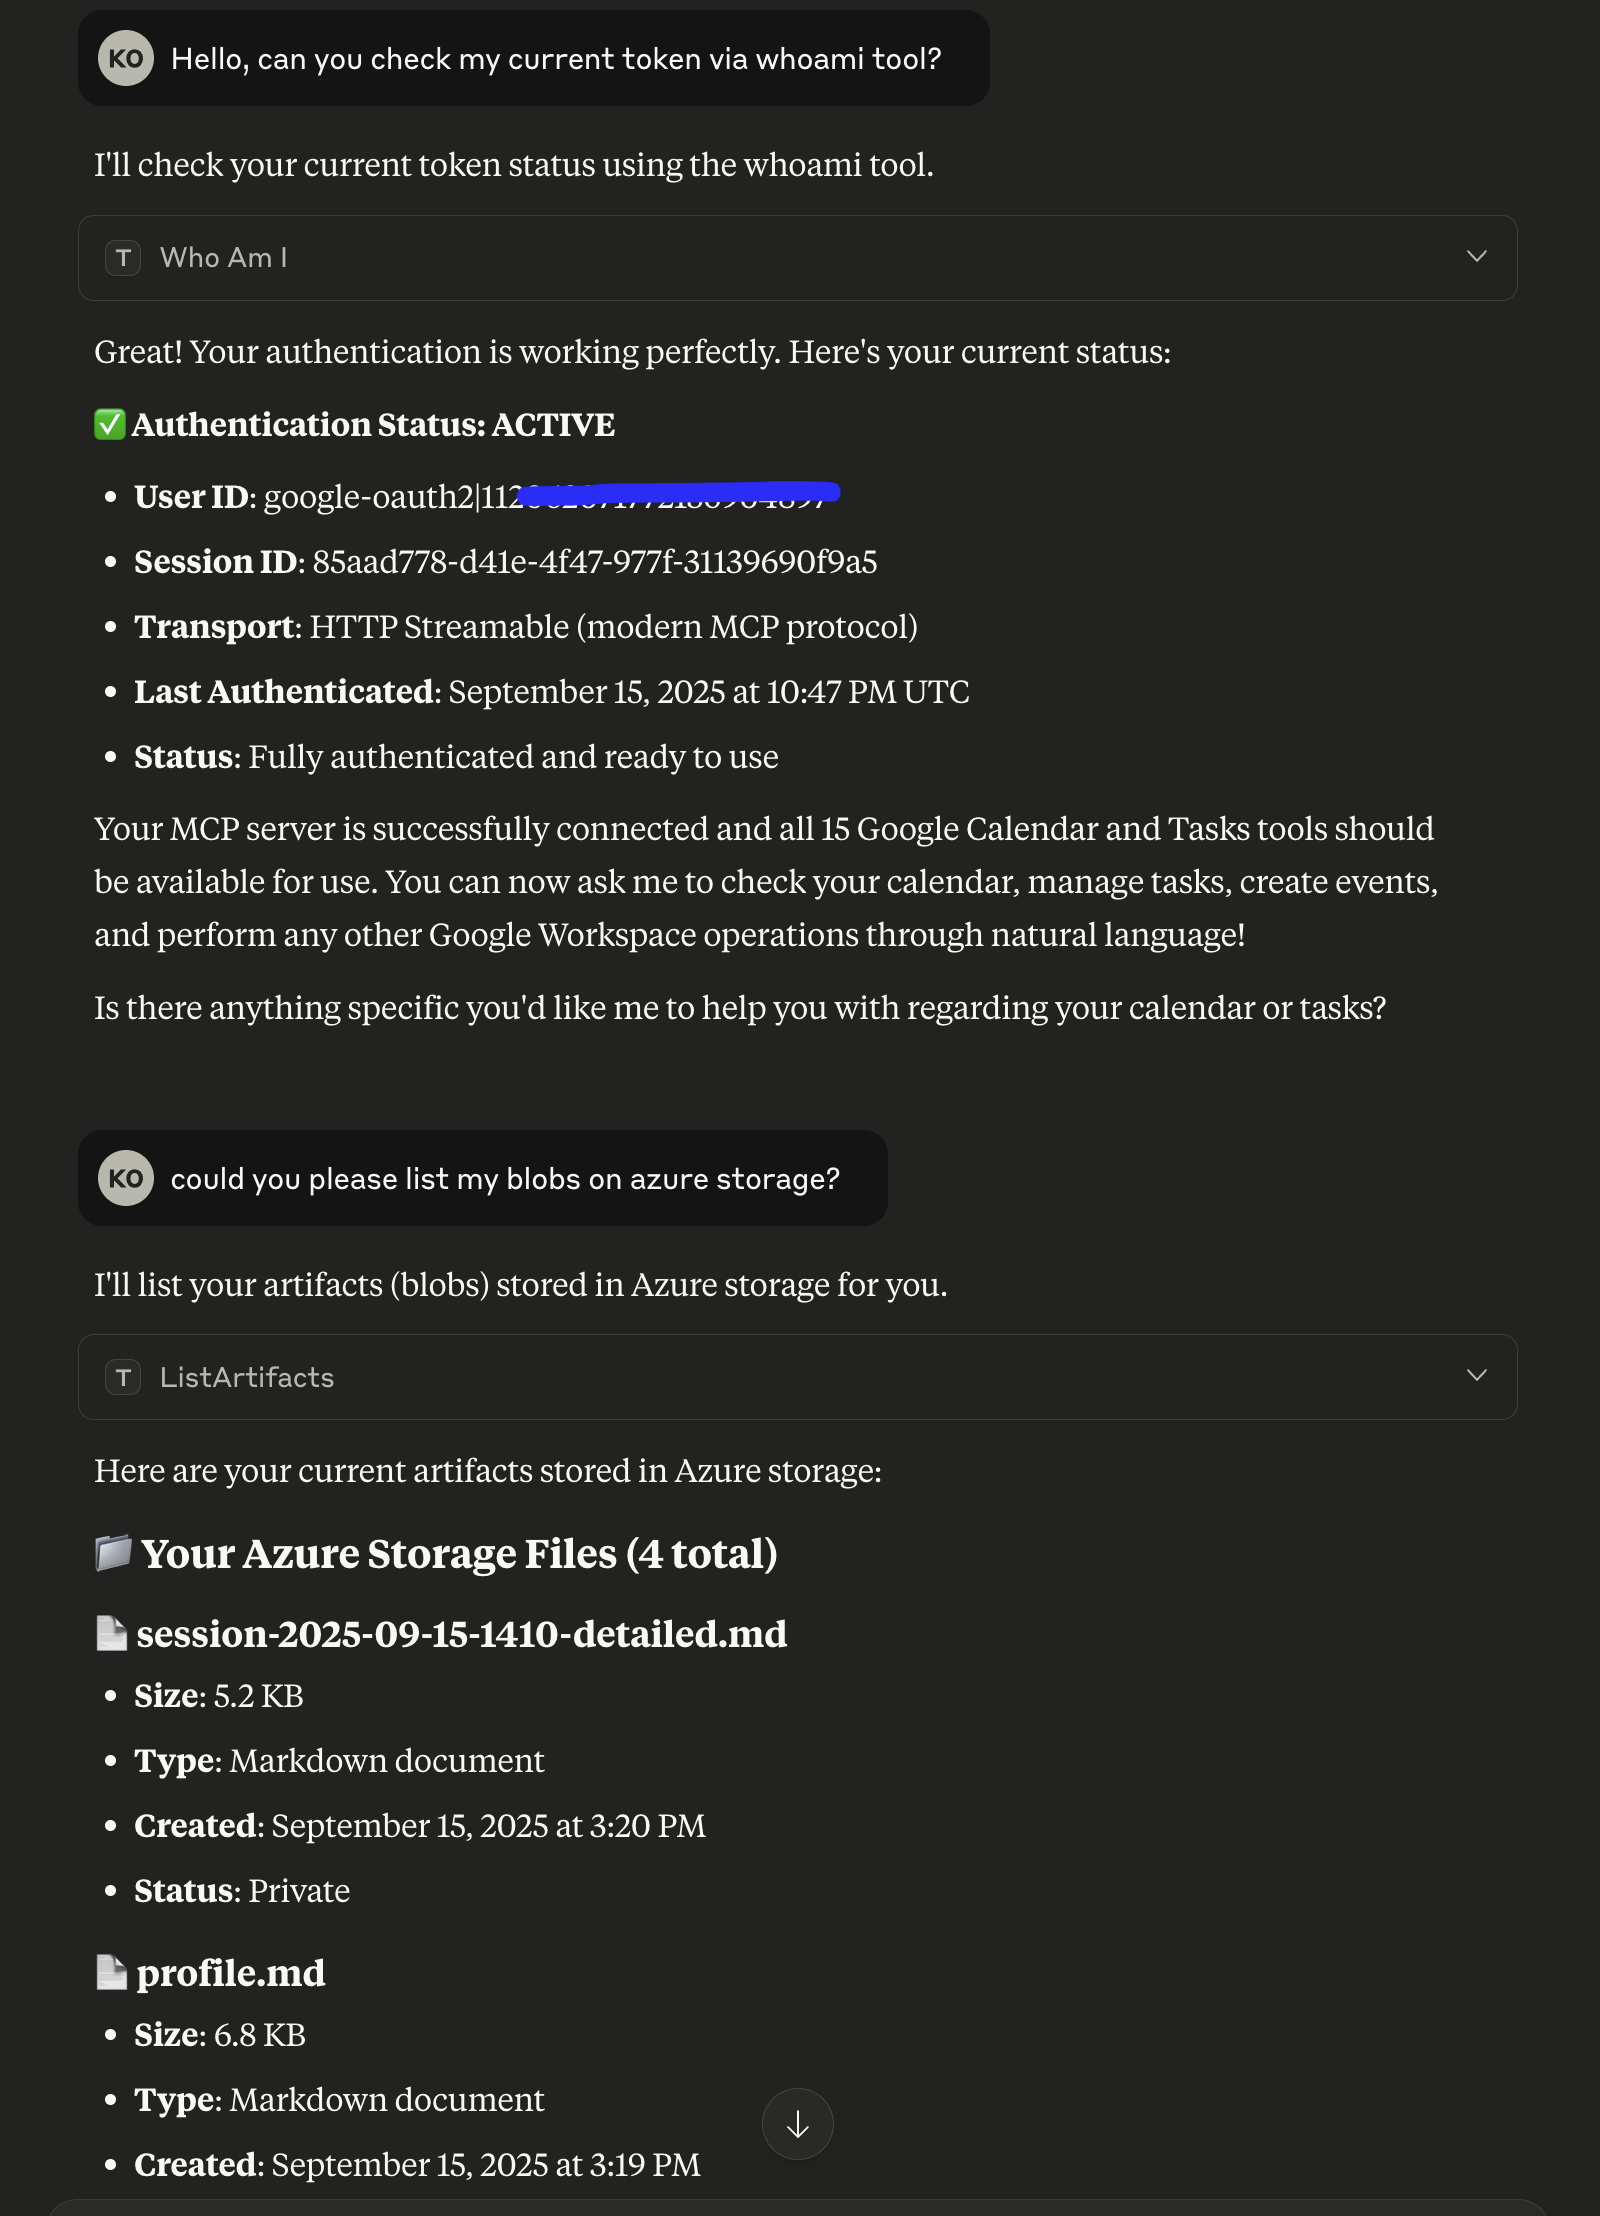 KO Hello, can you check my current token via whoami tool?
I'll check your current token status using the whoami tool.
T Who Am I
Great! Your authentication is working perfectly. Here's your current status:
✅ Authentication Status: ACTIVE
• User ID: google-oauth2|112
• Session ID: 85aad778-d41e-4f47-977f-31139690f9a5
• Transport: HTTP Streamable (modern MCP protocol)
• Last Authenticated: September 15, 2025 at 10:47 PM UTC
• Status: Fully authenticated and ready to use
Your MCP server is successfully connected and all 15 Google Calendar and Tasks tools should
be available for use. You can now ask me to check your calendar, manage tasks, create events,
and perform any other Google Workspace operations through natural language!
Is there anything specific you'd like me to help you with regarding your calendar or tasks?
KO could you please list my blobs on azure storage?
I'll list your artifacts (blobs) stored in Azure storage for you.
T ListArtifacts
Here are your current artifacts stored in Azure storage:
📁 Your Azure Storage Files (4 total)
📄 session-2025-09-15-1410-detailed.md
• Size: 5.2 KB
• Type: Markdown document
• Created: September 15, 2025 at 3:20 PM
• Status: Private
📄 profile.md
• Size: 6.8 KB
• Type: Markdown document
• Created: September 15, 2025 at 3:19 PM